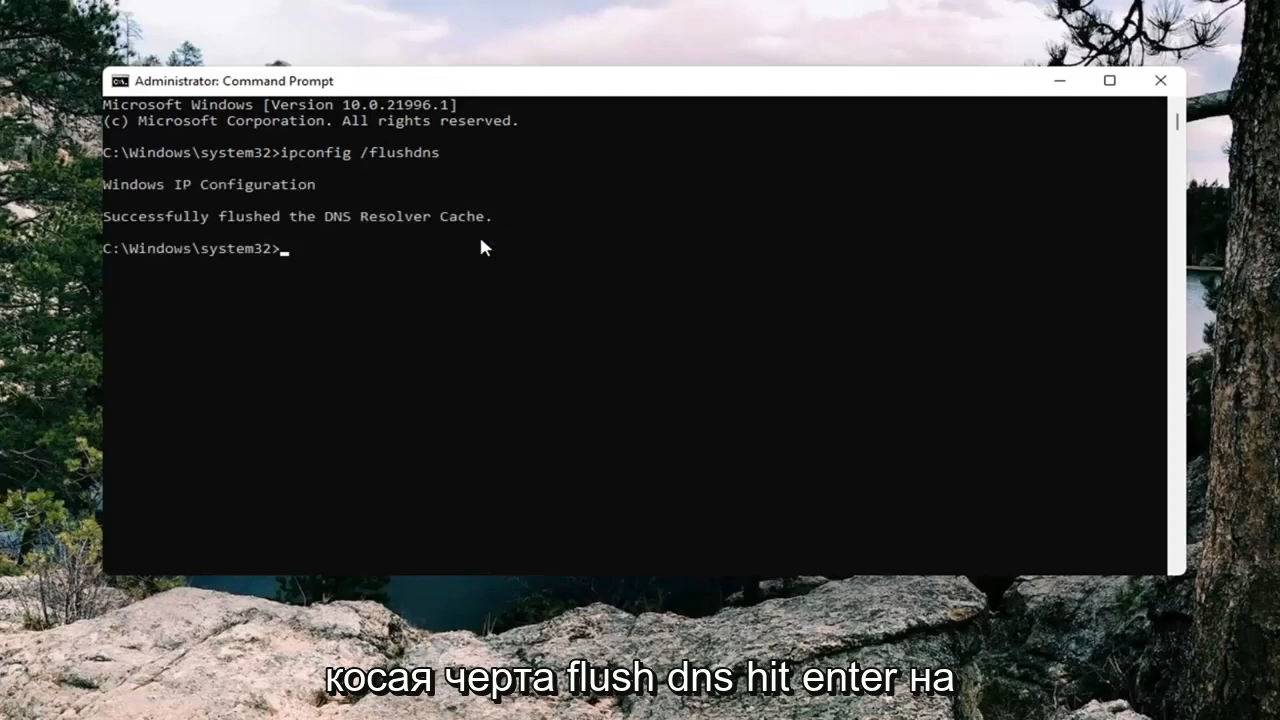 Administrator: Command Prompt
Microsoft Windows [Version 10.0.21996.1]
(c) Microsoft Corporation. All rights reserved.
C:\Windows\system32>ipconfig /flushdns
Windows IP Configuration
Successfully flushed the DNS Resolver Cache.
C:\Windows\system32>
косая черта flush dns hit enter на